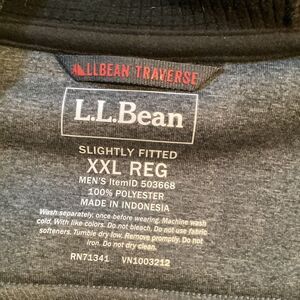 LLBEAN TRAVERSE
L.L.Bean
SLIGHTLY FITTED
XXL REG
MEN'S ItemID 503668
100% POLYESTER
MADE IN INDONESIA
Wash separately, once before wearing. Machine wash
cold. With like colors. Do not bleach. Do not use fabric
softeners. Tumble dry low. Remove promptly. Do not
iron. Do not dry clean.
RN71341 VN1003212